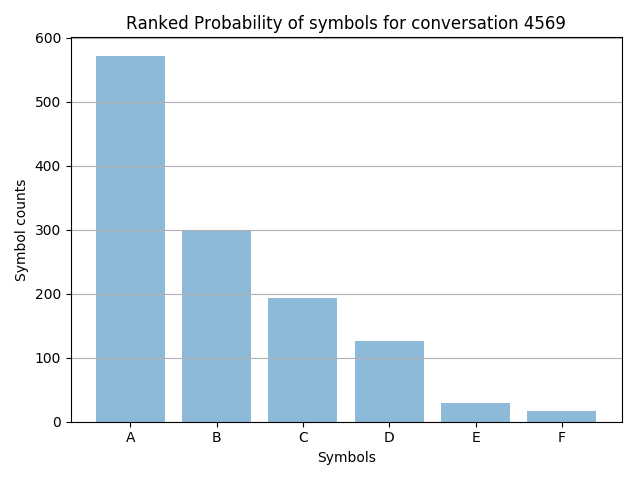 Ranked Probability of symbols for conversation 4569
600
500
400
300
200
100
0
Symbol counts
A B C D E F
Symbols